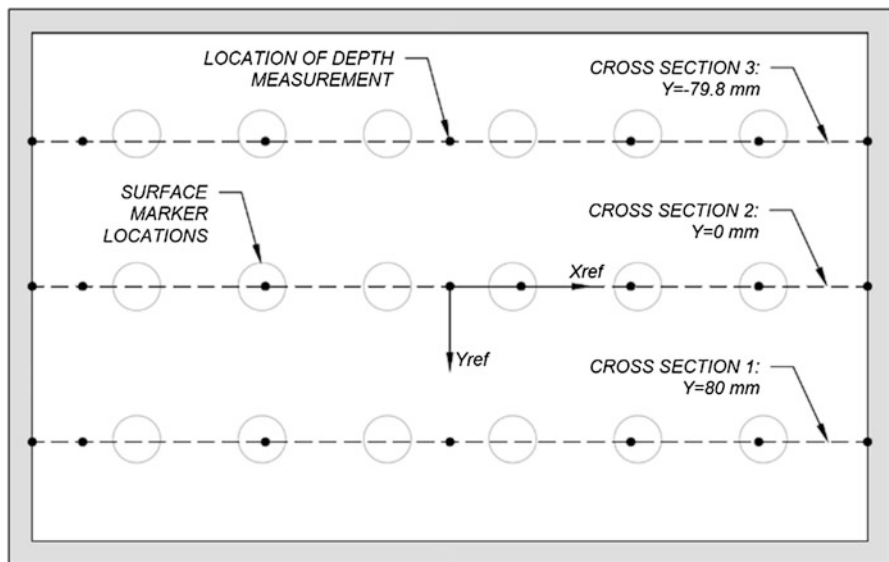 LOCATION OF DEPTH
MEASUREMENT
CROSS SECTION 3:
Y=-79.8 mm
SURFACE
MARKER
LOCATIONS
CROSS SECTION 2:
Y=0 mm
Xref
Yref
CROSS SECTION 1:
Y=80 mm